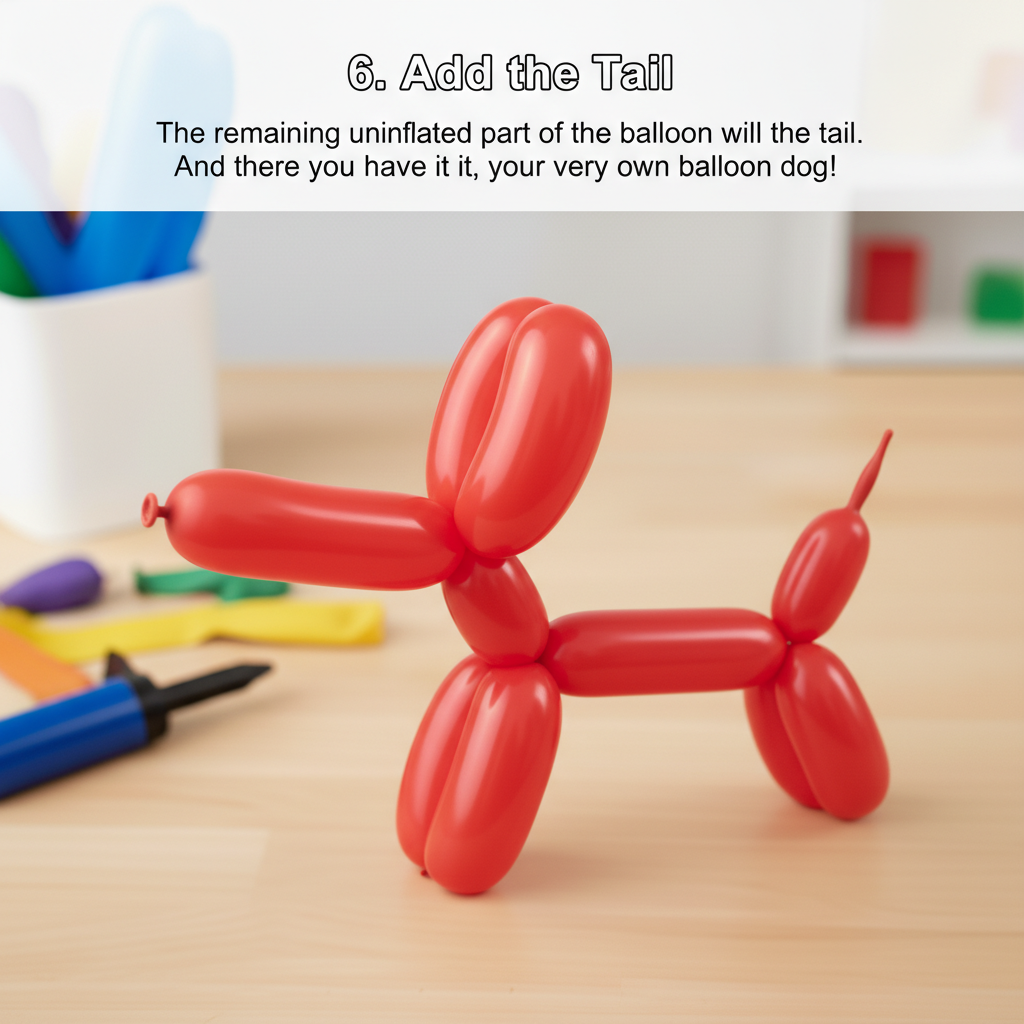 6. Add the Tail
The remaining uninflated part of the balloon will the tail.
And there you have it it, your very own balloon dog!